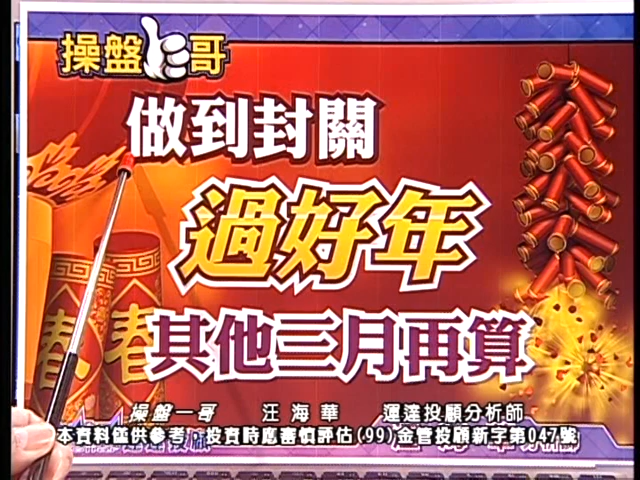 操盤一哥
做到封關
過好年
其他三月再算
春 春
操盤一哥 汪海華 運達投顧分析師
本資料僅供參考,投資時應審慎評估(99)金管投顧新字第047號